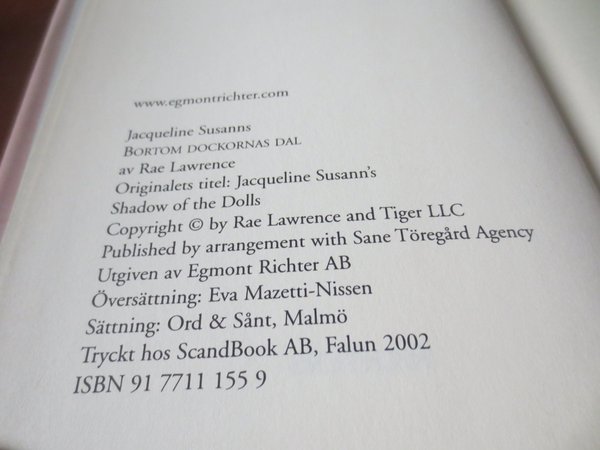 www.egmontrichter.com
Jacqueline Susanns
BORTOM DOCKORNAS DAL
av Rae Lawrence
Originalets titel: Jacqueline Susann's
Shadow of the Dolls
Copyright © by Rae Lawrence and Tiger LLC
Published by arrangement with Sane Töregård Agency
Utgiven av Egmont Richter AB
Översättning: Eva Mazetti-Nissen
Sättning: Ord & Sånt, Malmö
Tryckt hos ScandBook AB, Falun 2002
ISBN 91 7711 155 9